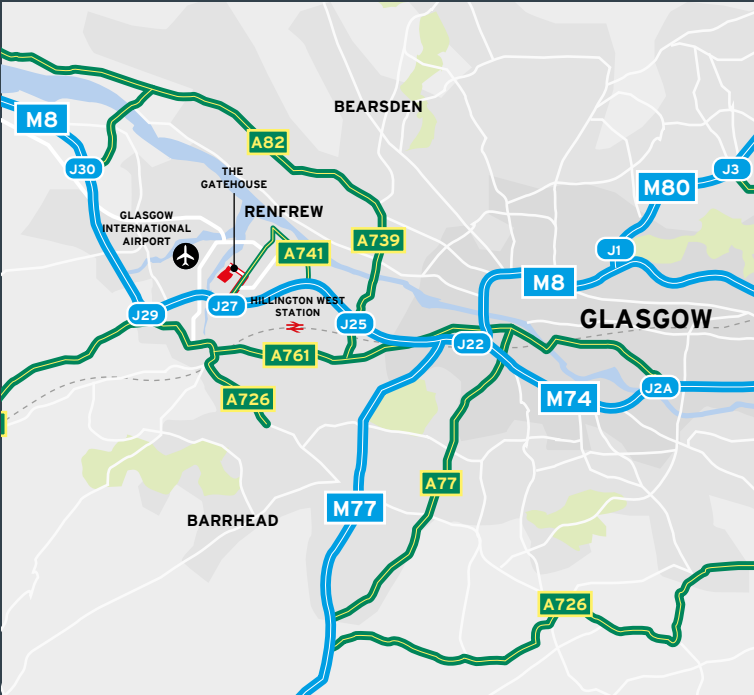 BEARSDEN
M8
A82
J30
J3
THE
GATEHOUSE
M80
GLASGOW
INTERNATIONAL
AIRPORT
RENFREW
A739
A741
J1
M8
J27
HILLINGTON WEST
STATION
J29
J25
GLASGOW
J22
A761
J2A
A726
M74
A77
M77
BARRHEAD
A726